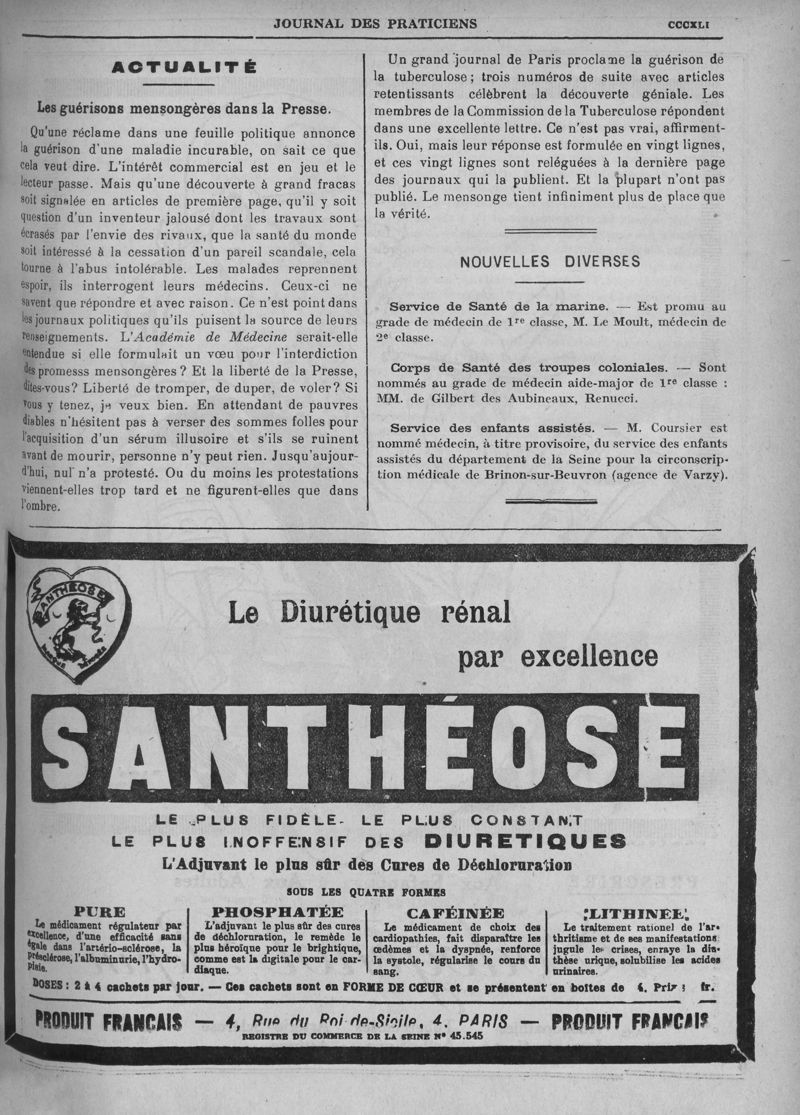 JOURNAL DES PRATICIENS
CCCXLI
ACTUALITÉ
Les guérisons mensongères dans la Presse.
Qu'une réclame dans une feuille politique annonce
la guérison d'une maladie incurable, on sait ce que
cela veut dire. L'intérêt commercial est en jeu et le
lecteur passe. Mais qu'une découverte à grand fracas
soit signalée en articles de première page, qu'il y soit
question d'un inventeur jalousé dont les travaux sont
écrasés par l'envie des rivaux, que la santé du monde
soit intéressé à la cessation d'un pareil scandale, cela
tourne à l'abus intolérable. Les malades reprennent
espoir, ils interrogent leurs médecins. Ceux-ci ne
savent que répondre et avec raison. Ce n'est point dans
les journaux politiques qu'ils puisent la source de leurs
renseignements. L'Académie de Médecine serait-elle
entendue si elle formulait un vœu pour l'interdiction
des promesss mensongères? Et la liberté de la Presse,
dites-vous? Liberté de tromper, de duper, de voler? Si
vous y tenez, je veux bien. En attendant de pauvres
diables n'hésitent pas à verser des sommes folles pour
l'acquisition d'un sérum illusoire et s'ils se ruinent
avant de mourir, personne n'y peut rien. Jusqu'aujour-
d'hui, nul n'a protesté. Ou du moins les protestations
viennent-elles trop tard et ne figurent-elles que dans
l'ombre.
Un grand journal de Paris proclame la guérison de
la tuberculose; trois numéros de suite avec articles
retentissants célèbrent la découverte géniale. Les
membres de la Commission de la Tuberculose répondent
dans une excellente lettre. Ce n'est pas vrai, affirment-
ils. Oui, mais leur réponse est formulée en vingt lignes,
et ces vingt lignes sont reléguées à la dernière page
des journaux qui la publient. Et la plupart n'ont pas
publié. Le mensonge tient infiniment plus de place que
la vérité.
NOUVELLES DIVERSES
Service de Santé de la marine. — Est promu au
grade de médecin de 1re classe, M. Le Moult, médecin de
2e classe.
Corps de Santé des troupes coloniales. — Sont
nommés au grade de médecin aide-major de 1re classe :
MM. de Gilbert des Aubineaux, Renucci.
Service des enfants assistés. — M. Coursier est
nommé médecin, à titre provisoire, du service des enfants
assistés du département de la Seine pour la circonscrip-
tion médicale de Brinon-sur-Beuvron (agence de Varzy).
SANTHÉOSE
Marque Déposée
Le Diurétique rénal
par excellence
SANTHÉOSE
LE PLUS FIDÈLE - LE PLUS CONSTANT
LE PLUS INOFFENSIF DES DIURETIQUES
L'Adjuvant le plus sûr des Cures de Déchloruration
SOUS LES QUATRE FORMES
PURE
Le médicament régulateur par
excellence, d'une efficacité sans
égale dans l'artério-sclérose, la
présclérose, l'albuminurie, l'hydro-
pisie.
PHOSPHATÉE
L'adjuvant le plus sûr des cures
de déchloruration, le remède le
plus héroïque pour le brightique,
comme est la digitale pour le car-
diaque.
CAFÉINÉE
Le médicament de choix des
cardiopathies, fait disparaître les
œdèmes et la dyspnée, renforce
la systole, régularise le cours du
sang.
LITHINEE
Le traitement rationel de l'ar-
thritisme et de ses manifestations
jugule les crises, enraye la dia-
thèse urique, solubilise les acides
urinaires.
DOSES : 2 à 4 cachets par jour. — Ces cachets sont en FORME DE CŒUR et se présentent en boîtes de Prix fr.
PRODUIT FRANCAIS — 4, Rue du Roi-de-Sicile, 4, PARIS — PRODUIT FRANCAIS
REGISTRE DU COMMERCE DE LA SEINE N° 45.545